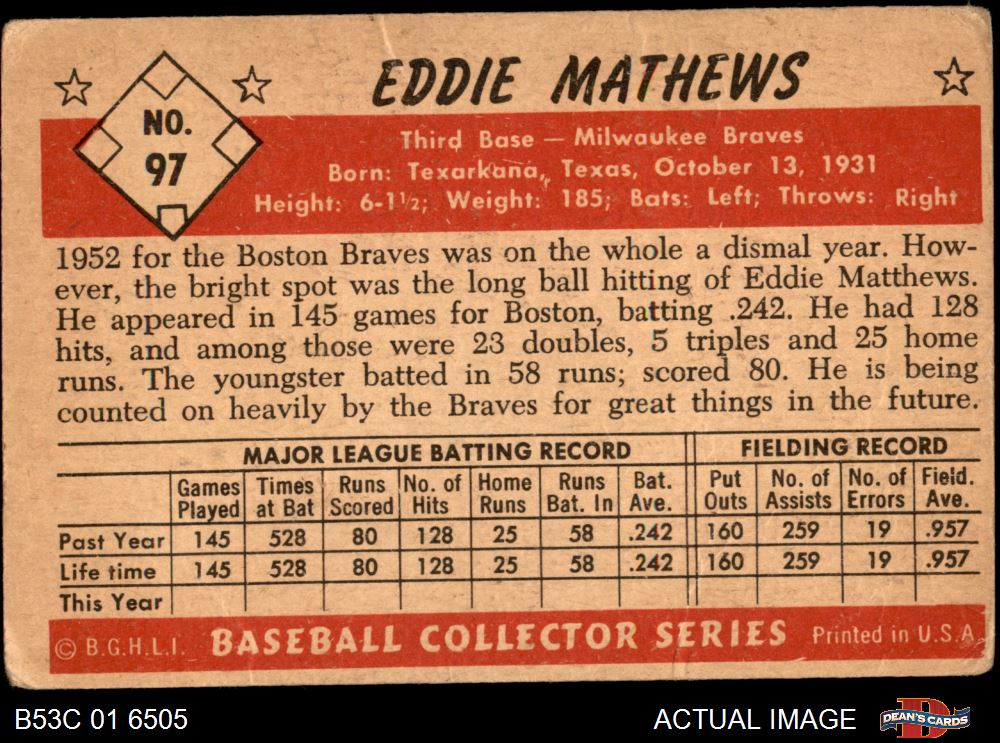 EDDIE MATHEWS
NO.
97
Third Base — Milwaukee Braves
Born: Texarkana, Texas, October 13, 1931
Height: 6-1½; Weight: 185; Bats: Left; Throws: Right
1952 for the Boston Braves was on the whole a dismal year. How-
ever, the bright spot was the long ball hitting of Eddie Matthews.
He appeared in 145 games for Boston, batting .242. He had 128
hits, and among those were 23 doubles, 5 triples and 25 home
runs. The youngster batted in 58 runs; scored 80. He is being
counted on heavily by the Braves for great things in the future.
MAJOR LEAGUE BATTING RECORD FIELDING RECORD
Games Times Runs No. of Home Runs Bat. Put No. of No. of Field.
Played at Bat Scored Hits Runs Bat. In Ave. Outs Assists Errors Ave.
Past Year 145 528 80 128 25 58 .242 160 259 19 .957
Life time 145 528 80 128 25 58 .242 160 259 19 .957
This Year
© B.G.H.L.I. BASEBALL COLLECTOR SERIES Printed in U.S.A.
B53C 01 6505 ACTUAL IMAGE DEAN'S CARDS